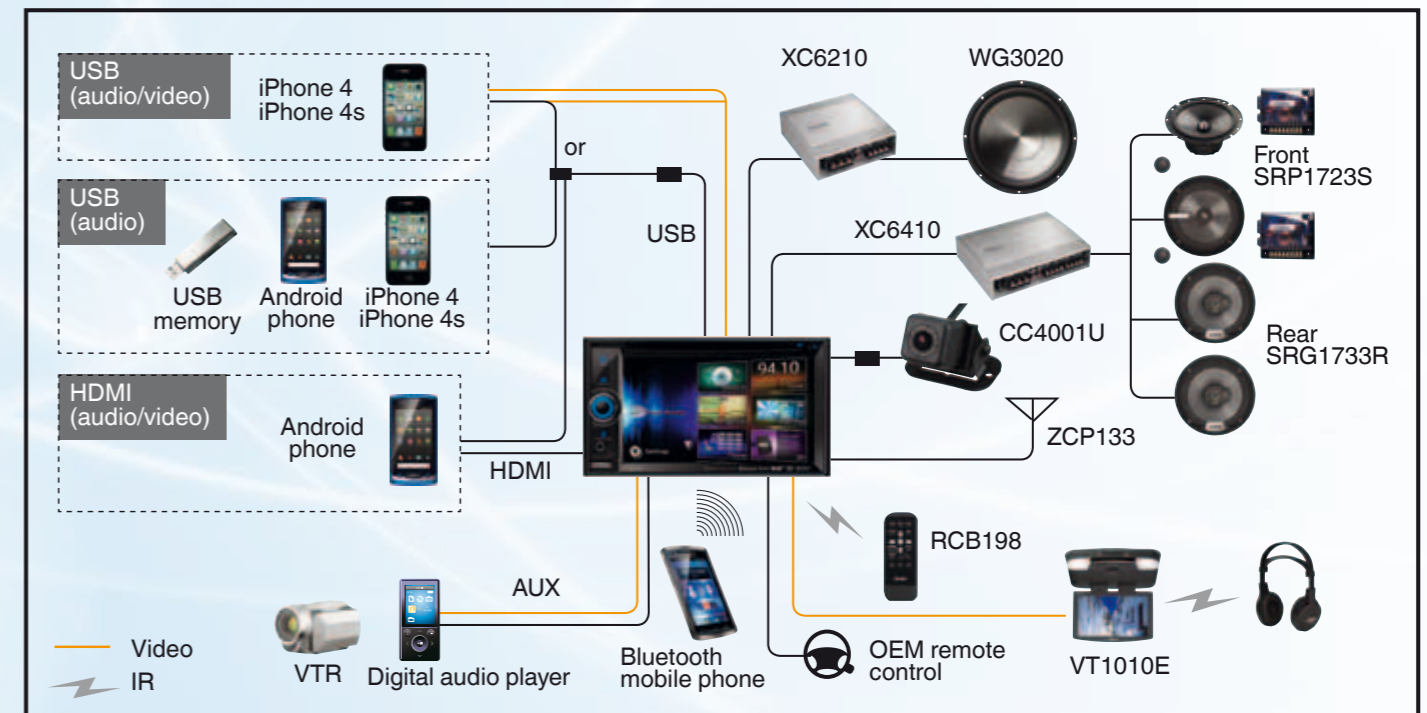 USB
(audio/video)
iPhone 4
iPhone 4s
or
USB
(audio)
USB
memory
Android
phone
iPhone 4
iPhone 4s
USB
HDMI
(audio/video)
Android
phone
HDMI
XC6210
WG3020
XC6410
Front
SRP1723S
Rear
SRG1733R
CC4001U
ZCP133
94.10
AUX
VTR
Digital audio player
Bluetooth
mobile phone
RCB198
OEM remote
control
VT1010E
Video
IR